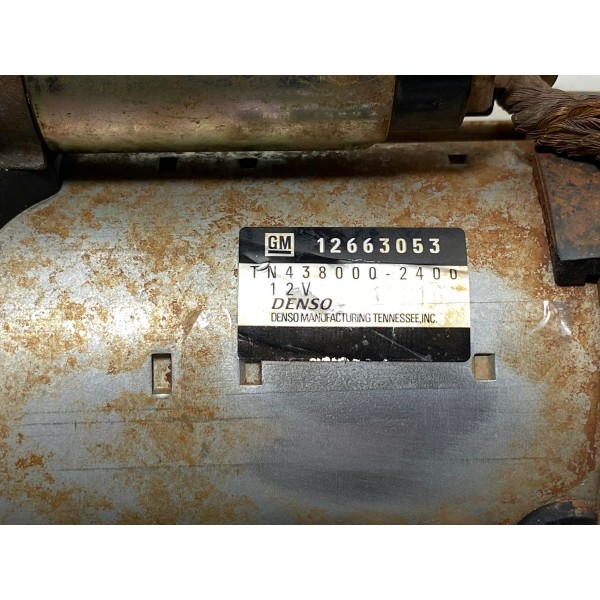 GM 12663053
TN438000-2400
12V
DENSO
DENSO MANUFACTURING TENNESSEE,INC.